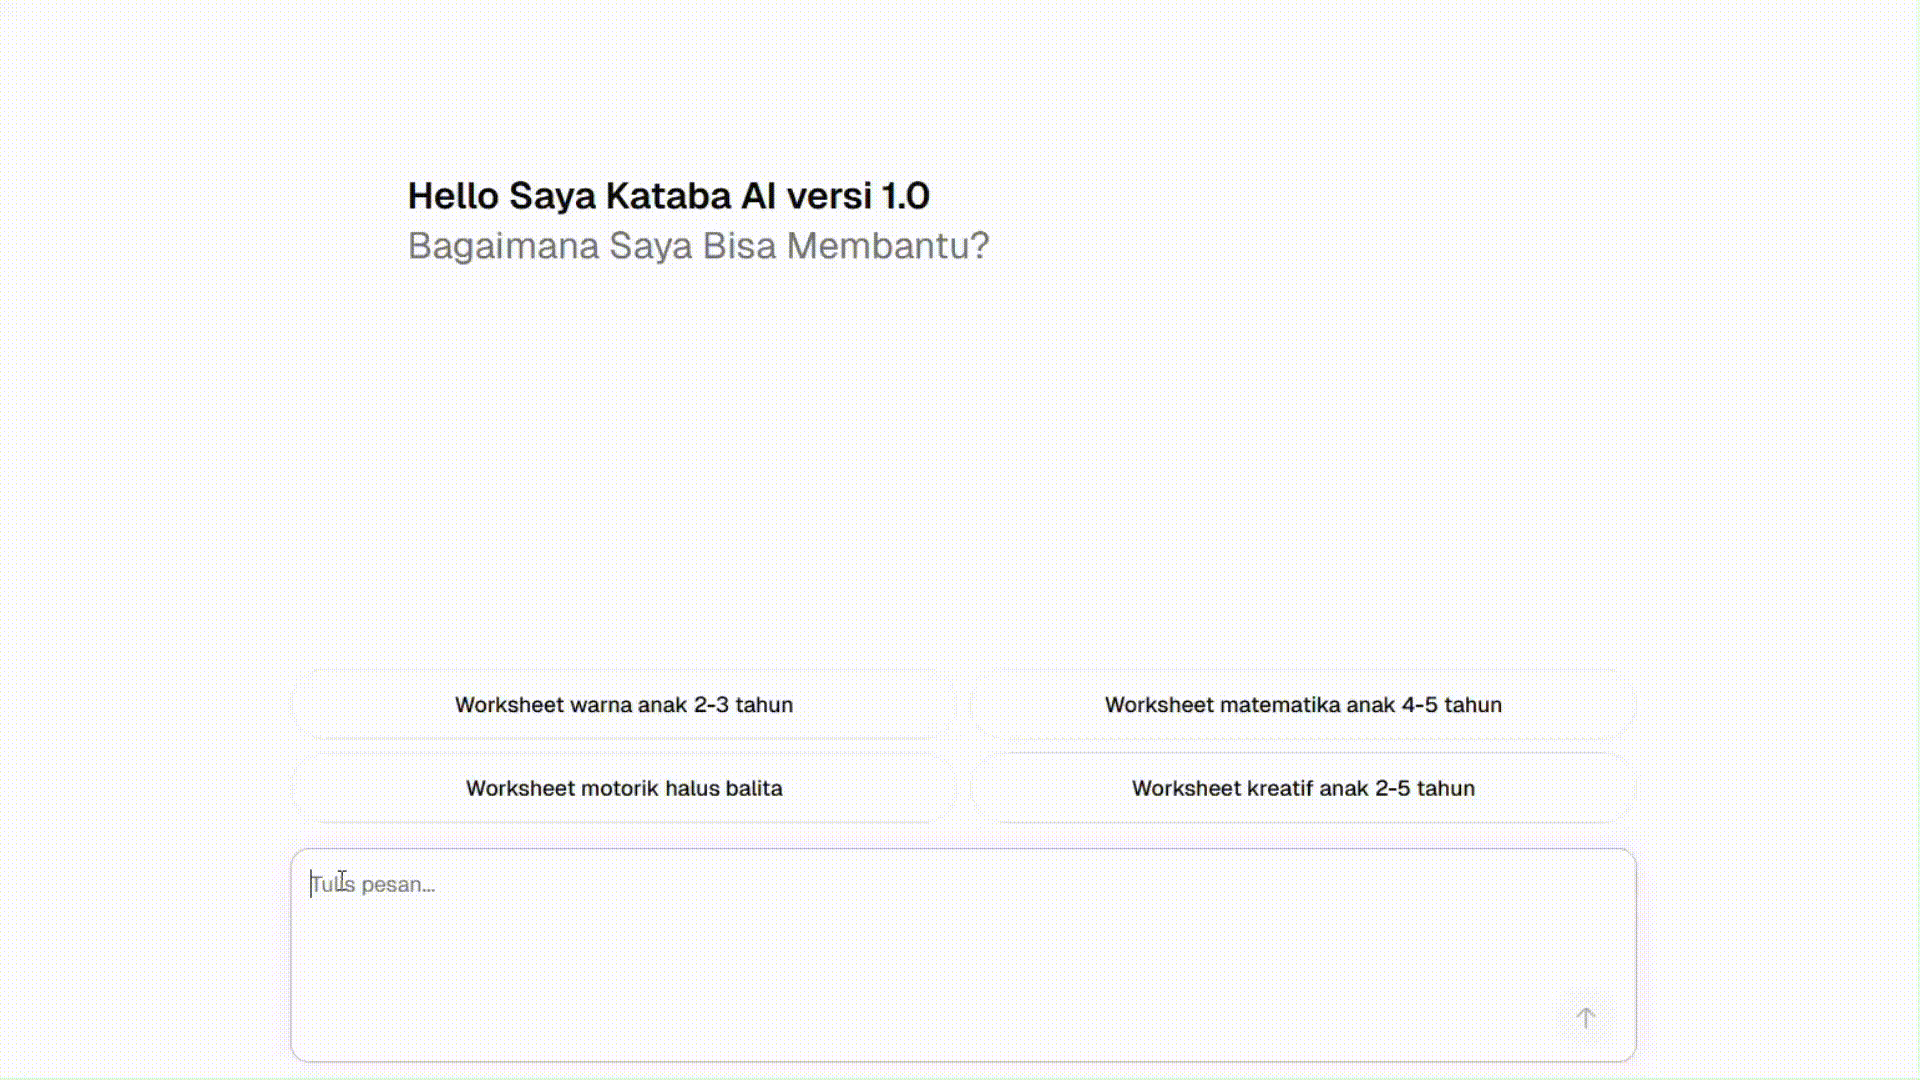 Hello Saya Kataba AI versi 1.0
Bagaimana Saya Bisa Membantu?
Worksheet warna anak 2-3 tahun
Worksheet matematika anak 4-5 tahun
Worksheet motorik halus balita
Worksheet kreatif anak 2-5 tahun
Tulis pesan...